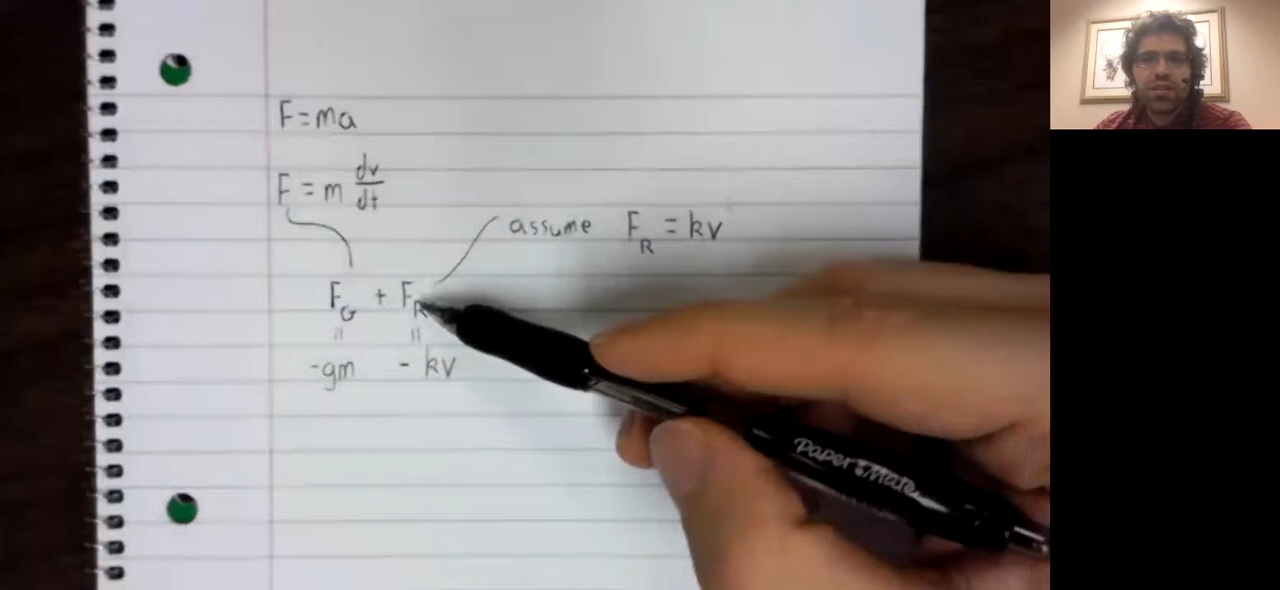 F = ma
F = m dv/dt
assume F_R = kv
F_G + F_R
= =
-gm - kv
Paper Mate